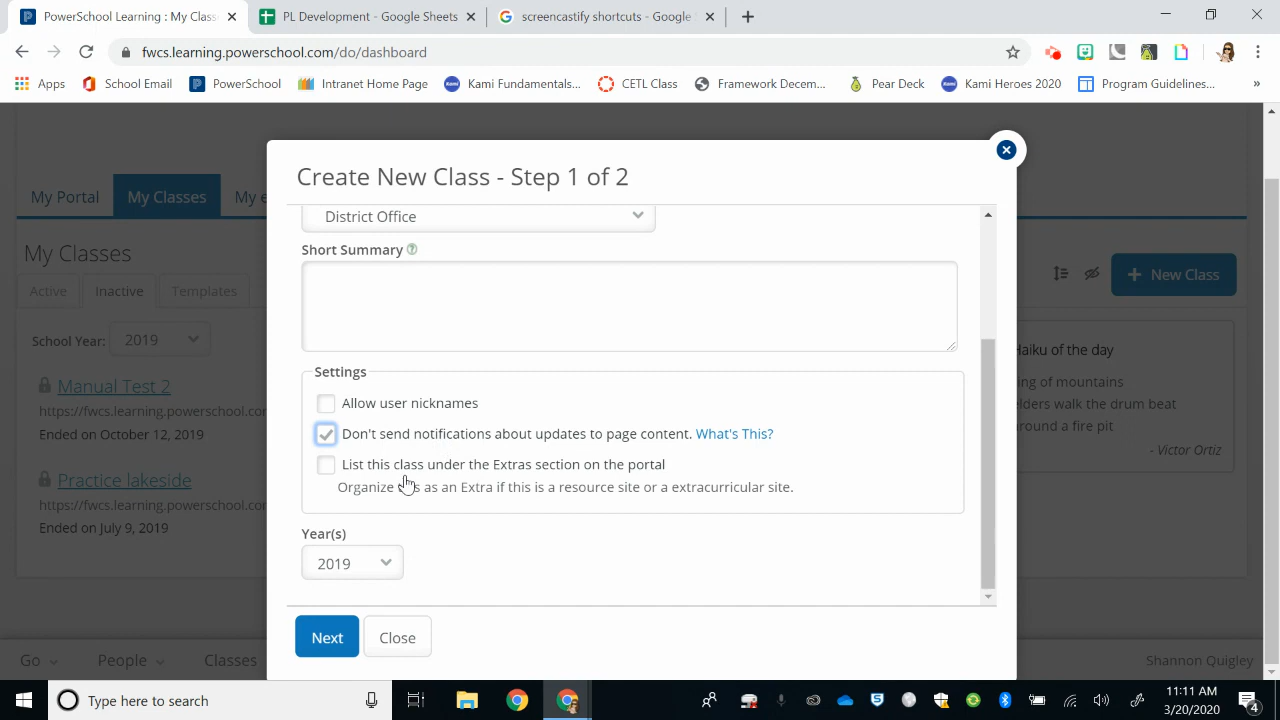 PowerSchool Learning : My Class
PL Development - Google Sheets
screencastify shortcuts - Google
fwcs.learning.powerschool.com/do/dashboard
Apps
School Email
PowerSchool
Intranet Home Page
Kami Fundamentals...
CETL Class
Framework Decem...
Pear Deck
Kami Heroes 2020
Program Guidelines...
»
Create New Class - Step 1 of 2
My Portal
My Classes
My e
District Office
Short Summary
My Classes
+ New Class
Active
Inactive
Templates
School Year: 2019
Haiku of the day
Settings
Manual Test 2
https://fwcs.learning.powerschool.cor
Ended on October 12, 2019
Allow user nicknames
Don't send notifications about updates to page content. What's This?
List this class under the Extras section on the portal
Organize as an Extra if this is a resource site or a extracurricular site.
ing of mountains
elders walk the drum beat
around a fire pit
- Victor Ortiz
Practice lakeside
https://fwcs.learning.powerschool.cor
Ended on July 9, 2019
Year(s)
2019
Next
Close
Go
People
Classes
Shannon Quigley
Type here to search
11:11 AM
3/20/2020
4